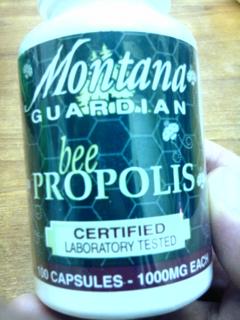 Montana
GUARDIAN
bee
PROPOLIS
CERTIFIED
LABORATORY TESTED
100 CAPSULES - 1000MG EACH